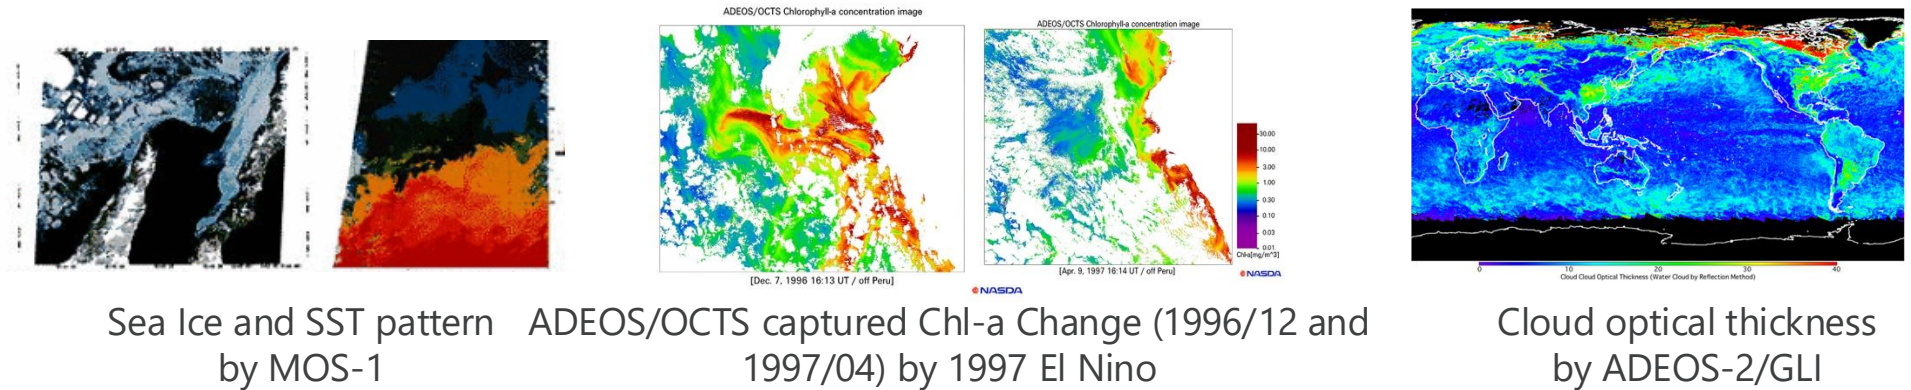 ADEOS/OCTS Chlorophyll-a concentration image
[Dec. 7, 1996 16:13 UT / off Peru]
NASDA
ADEOS/OCTS Chlorophyll-a concentration image
[Apr. 9, 1997 16:14 UT / off Peru]
30.00
10.00
3.00
1.00
0.30
0.10
0.03
0.01
Chl-a[mg/m^3]
NASDA
0 10 20 30 40
Cloud Cloud Optical Thickness (Water Cloud by Reflection Method)
Sea Ice and SST pattern
by MOS-1
ADEOS/OCTS captured Chl-a Change (1996/12 and
1997/04) by 1997 El Nino
Cloud optical thickness
by ADEOS-2/GLI